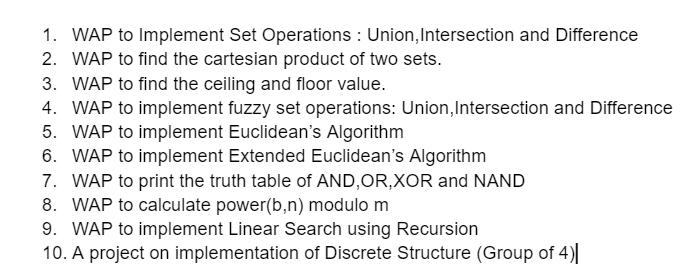 1. WAP to Implement Set Operations : Union,Intersection and Difference
2. WAP to find the cartesian product of two sets.
3. WAP to find the ceiling and floor value.
4. WAP to implement fuzzy set operations: Union,Intersection and Difference
5. WAP to implement Euclidean's Algorithm
6. WAP to implement Extended Euclidean's Algorithm
7. WAP to print the truth table of AND,OR,XOR and NAND
8. WAP to calculate power(b,n) modulo m
9. WAP to implement Linear Search using Recursion
10. A project on implementation of Discrete Structure (Group of 4)